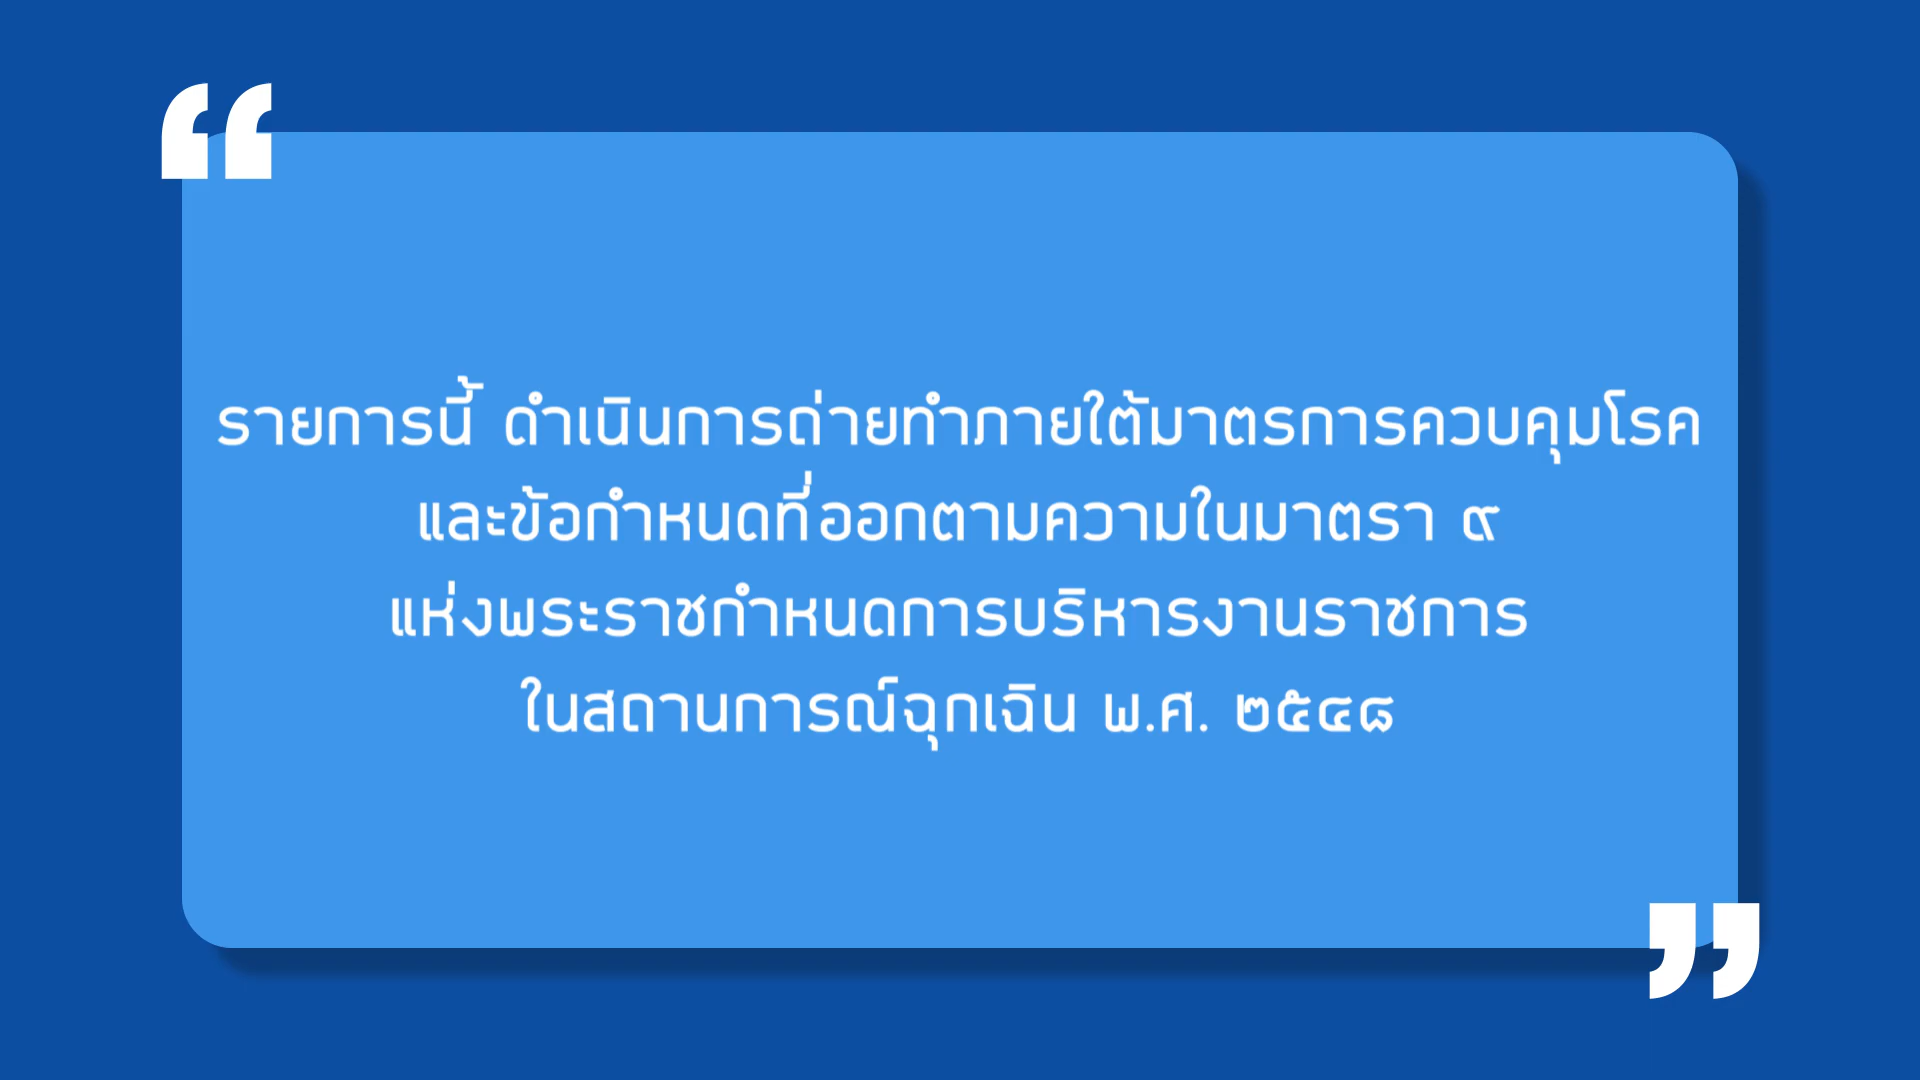 “
รายการนี้ ดำเนินการถ่ายทำภายใต้มาตรการควบคุมโรค
และข้อกำหนดที่ออกตามความในมาตรา ๙
แห่งพระราชกำหนดการบริหารงานราชการ
ในสถานการณ์ฉุกเฉิน พ.ศ. ๒๕๔๘
”